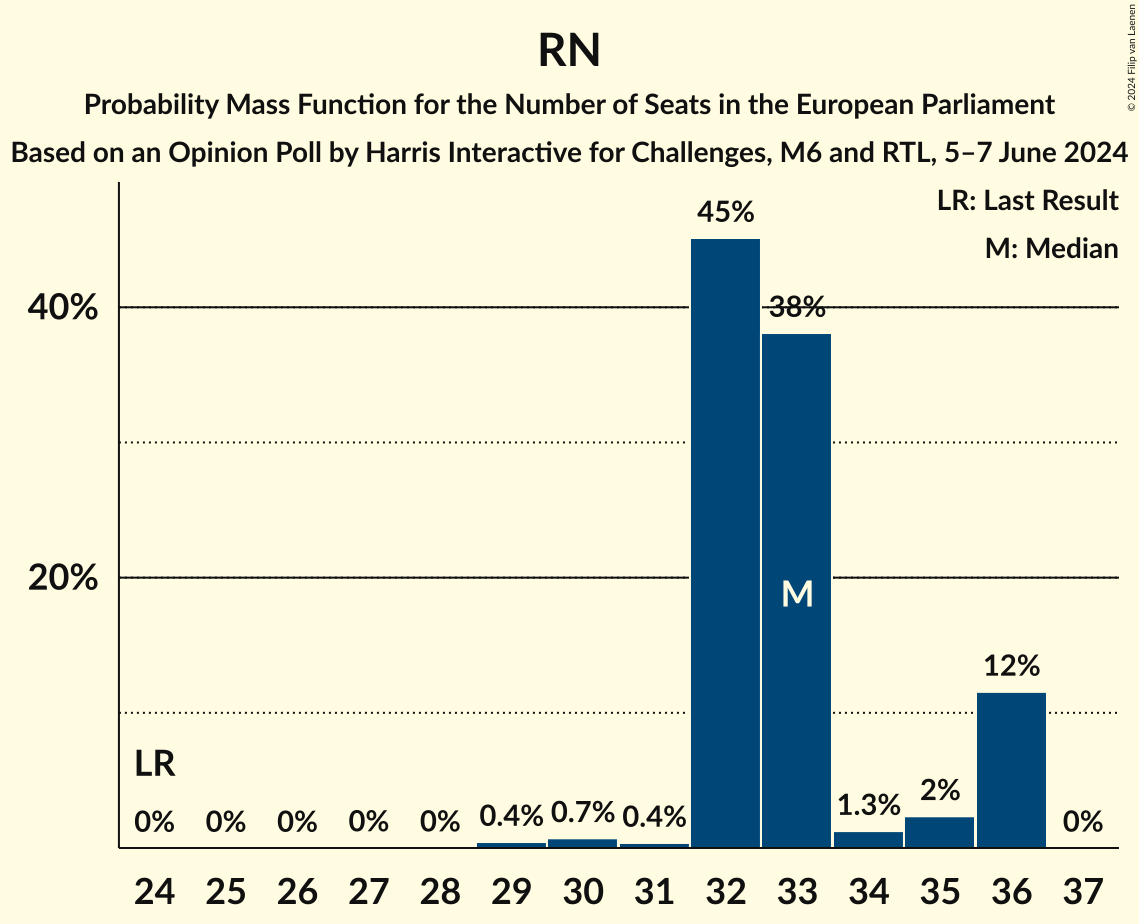 RN
Probability Mass Function for the Number of Seats in the European Parliament
Based on an Opinion Poll by Harris Interactive for Challenges, M6 and RTL, 5–7 June 2024
© 2024 Filip van Laenen
LR: Last Result
M: Median
45%
40%
38%
20%
M
12%
LR
0% 0% 0% 0% 0% 0.4% 0.7% 0.4% 1.3% 2% 0%
24 25 26 27 28 29 30 31 32 33 34 35 36 37